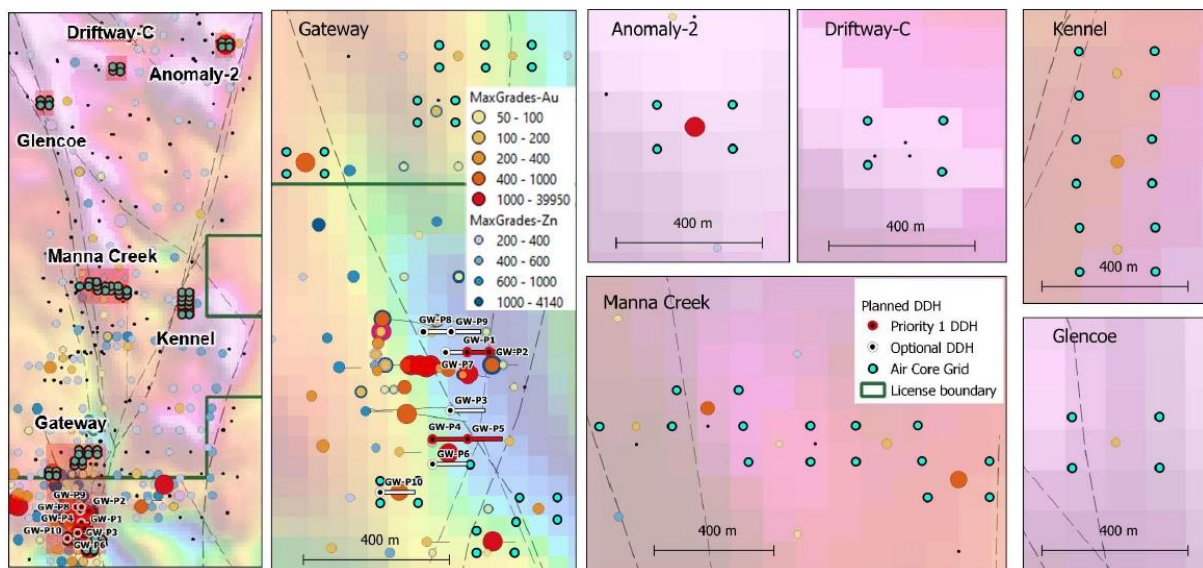 Driftway-C
Anomaly-2
Glencoe
Manna Creek
Kennel
Gateway
GW-P9
GW-P2
GW-P8
GW-P4
GW-P1
GW-P10
GW-P3
GW-P6
Gateway
MaxGrades-Au
50 - 100
100 - 200
200 - 400
400 - 1000
1000 - 39950
MaxGrades-Zn
200 - 400
400 - 600
600 - 1000
1000 - 4140
GW-P8
GW-P9
GW-P1
GW-P2
GW-P7
GW-P3
GW-P4
GW-P5
GW-P6
GW-P10
400 m
Anomaly-2
400 m
Driftway-C
400 m
Kennel
400 m
Manna Creek
Planned DDH
Priority 1 DDH
Optional DDH
Air Core Grid
License boundary
400 m
Glencoe
400 m